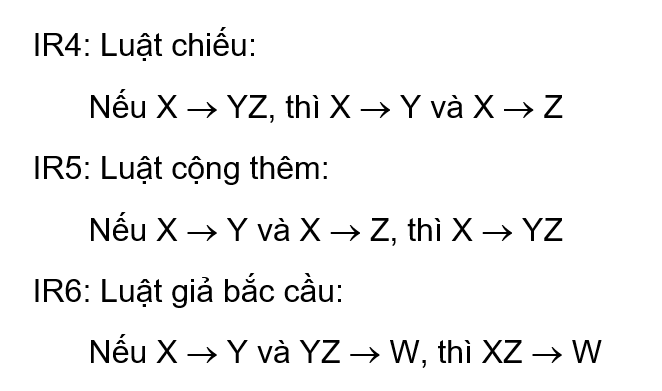 IR4: Luật chiếu:
Nếu X → YZ, thì X → Y và X → Z
IR5: Luật cộng thêm:
Nếu X → Y và X → Z, thì X → YZ
IR6: Luật giả bắc cầu:
Nếu X → Y và YZ → W, thì XZ → W